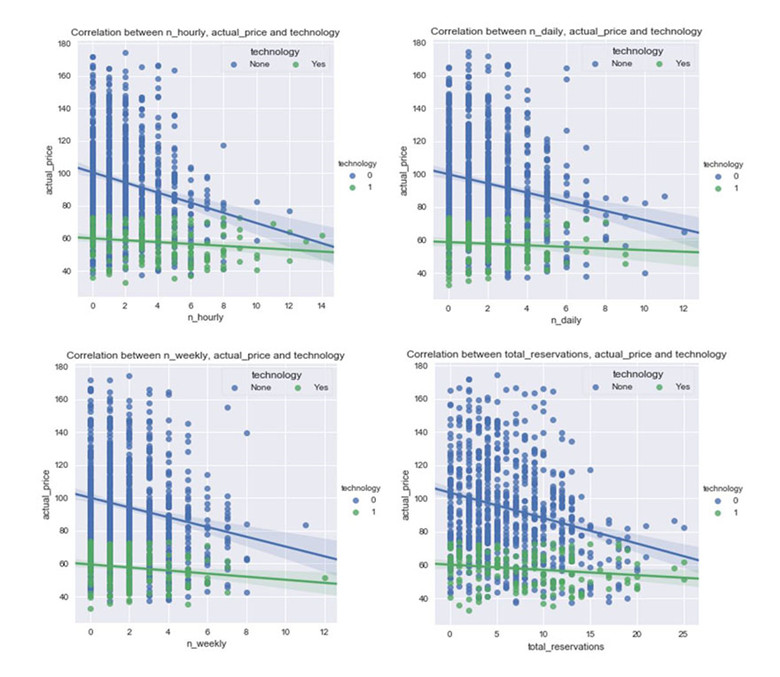 Correlation between n_hourly, actual_price and technology
technology
None Yes
180
160
140
120
100
80
60
40
actual_price
0 2 4 6 8 10 12 14
n_hourly
technology
0
1
Correlation between n_daily, actual_price and technology
technology
None Yes
180
160
140
120
100
80
60
40
actual_price
0 2 4 6 8 10 12
n_daily
technology
0
1
Correlation between n_weekly, actual_price and technology
technology
None Yes
180
160
140
120
100
80
60
40
actual_price
0 2 4 6 8 10 12
n_weekly
technology
0
1
Correlation between total_reservations, actual_price and technology
technology
None Yes
180
160
140
120
100
80
60
40
actual_price
0 5 10 15 20 25
total_reservations
technology
0
1